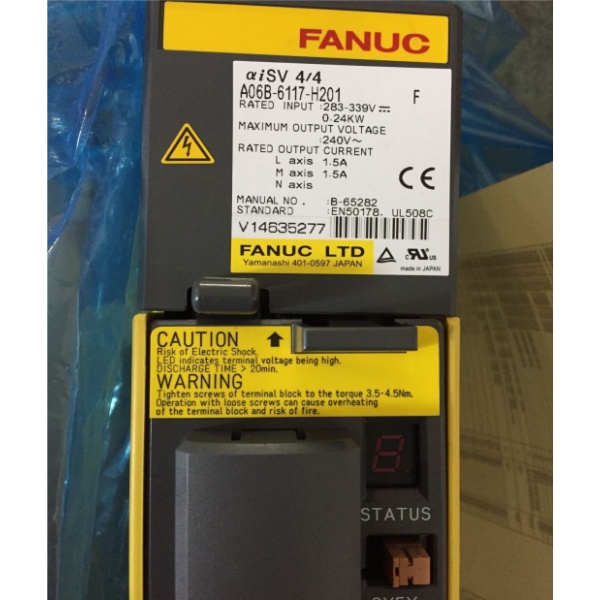 FANUC
αiSV 4/4
A06B-6117-H201 F
RATED INPUT :283-339V⎓
0.24KW
MAXIMUM OUTPUT VOLTAGE
:240V～
RATED OUTPUT CURRENT
L axis 1.5A
M axis 1.5A
N axis
MANUAL NO. :B-65282
STANDARD :EN50178. UL508C
CE
V14635277
FANUC LTD
Yamanashi 401-0597 JAPAN
c RU us
made in JAPAN
CAUTION
Risk of Electric Shock.
LED indicates terminal voltage being high.
DISCHARGE TIME > 20min.
WARNING
Tighten screws of terminal block to the torque 3.5-4.5Nm.
Operation with loose screws can cause overheating
of the terminal block and risk of fire.
8
STATUS